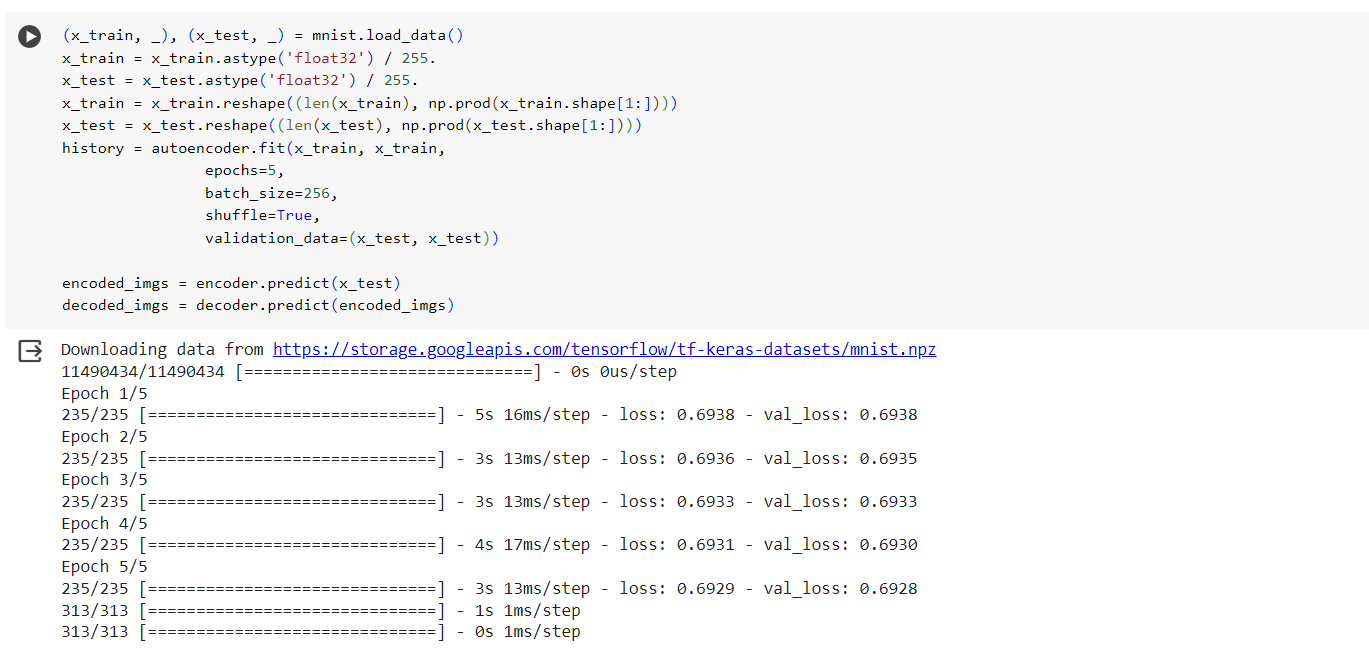 (x_train, _), (x_test, _) = mnist.load_data()
x_train = x_train.astype('float32') / 255.
x_test = x_test.astype('float32') / 255.
x_train = x_train.reshape((len(x_train), np.prod(x_train.shape[1:])))
x_test = x_test.reshape((len(x_test), np.prod(x_test.shape[1:])))
history = autoencoder.fit(x_train, x_train,
                epochs=5,
                batch_size=256,
                shuffle=True,
                validation_data=(x_test, x_test))
encoded_imgs = encoder.predict(x_test)
decoded_imgs = decoder.predict(encoded_imgs)
Downloading data from https://storage.googleapis.com/tensorflow/tf-keras-datasets/mnist.npz
11490434/11490434 [==============================] - 0s 0us/step
Epoch 1/5
235/235 [==============================] - 5s 16ms/step - loss: 0.6938 - val_loss: 0.6938
Epoch 2/5
235/235 [==============================] - 3s 13ms/step - loss: 0.6936 - val_loss: 0.6935
Epoch 3/5
235/235 [==============================] - 3s 13ms/step - loss: 0.6933 - val_loss: 0.6933
Epoch 4/5
235/235 [==============================] - 4s 17ms/step - loss: 0.6931 - val_loss: 0.6930
Epoch 5/5
235/235 [==============================] - 3s 13ms/step - loss: 0.6929 - val_loss: 0.6928
313/313 [==============================] - 1s 1ms/step
313/313 [==============================] - 0s 1ms/step